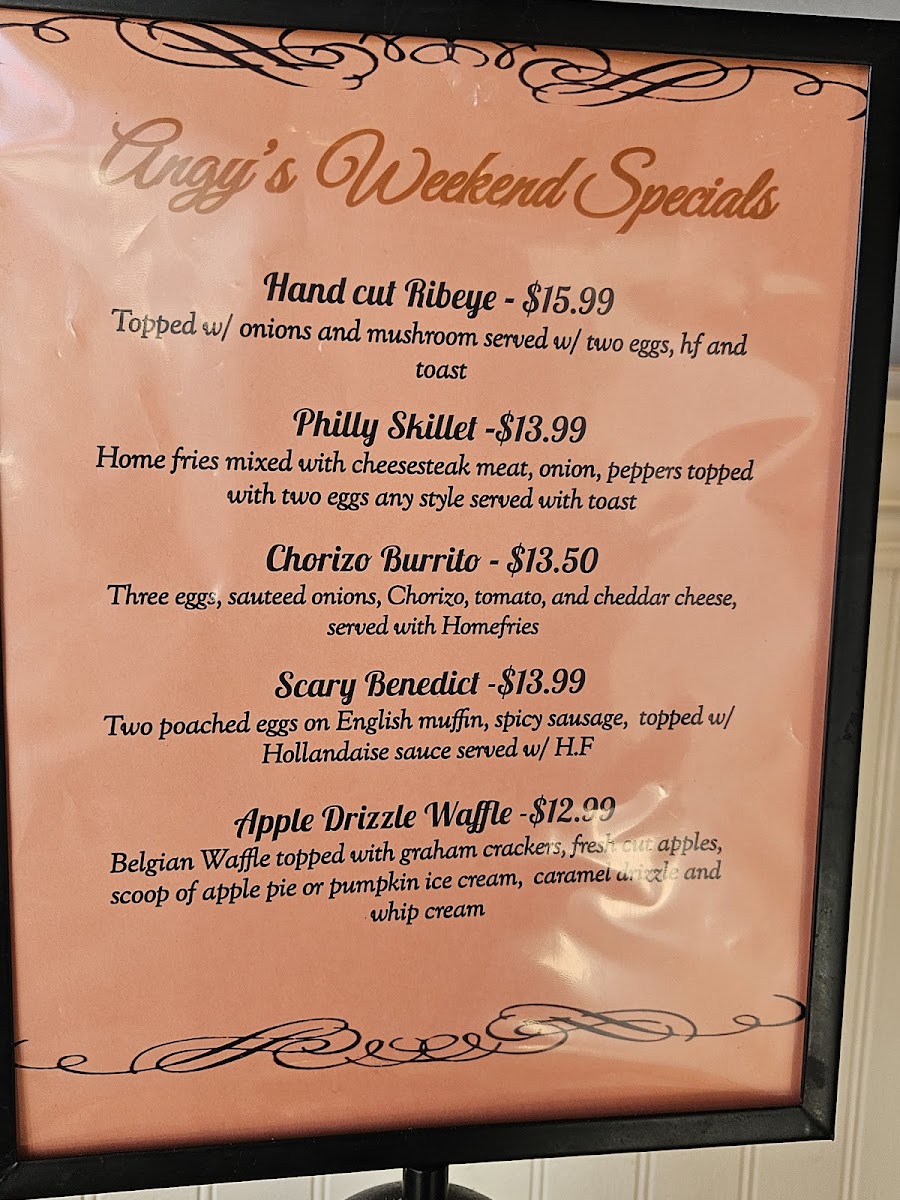 Angy's Weekend Specials
Hand cut Ribeye - $15.99
Topped w/ onions and mushroom served w/ two eggs, hf and
toast
Philly Skillet -$13.99
Home fries mixed with cheesesteak meat, onion, peppers topped
with two eggs any style served with toast
Chorizo Burrito - $13.50
Three eggs, sauteed onions, Chorizo, tomato, and cheddar cheese,
served with Homefries
Scary Benedict -$13.99
Two poached eggs on English muffin, spicy sausage, topped w/
Hollandaise sauce served w/ H.F
Apple Drizzle Waffle -$12.99
Belgian Waffle topped with graham crackers, fresh cut apples,
scoop of apple pie or pumpkin ice cream, caramel drizzle and
whip cream